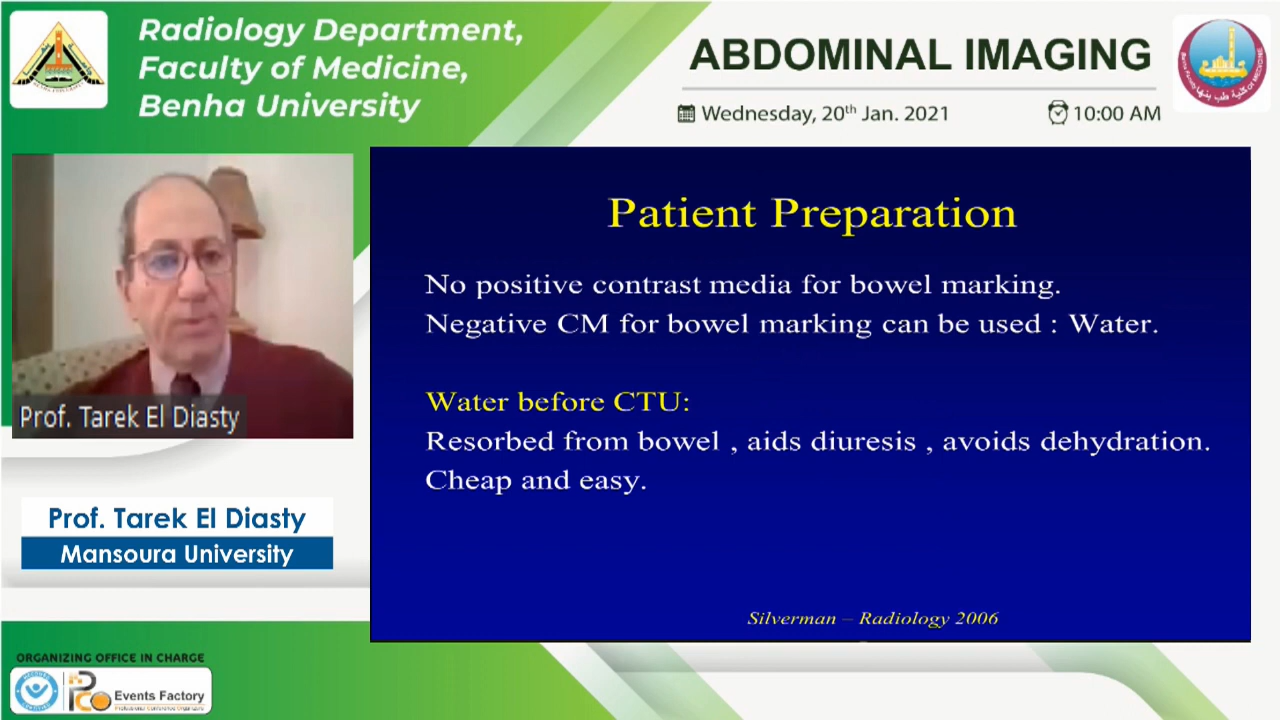 Radiology Department,
Faculty of Medicine,
Benha University
ABDOMINAL IMAGING
Wednesday, 20th Jan. 2021
10:00 AM
Prof. Tarek El Diasty
Prof. Tarek El Diasty
Mansoura University
Patient Preparation
No positive contrast media for bowel marking.
Negative CM for bowel marking can be used : Water.
Water before CTU:
Resorbed from bowel , aids diuresis , avoids dehydration.
Cheap and easy.
Silverman – Radiology 2006
ORGANIZING OFFICE IN CHARGE
Events Factory